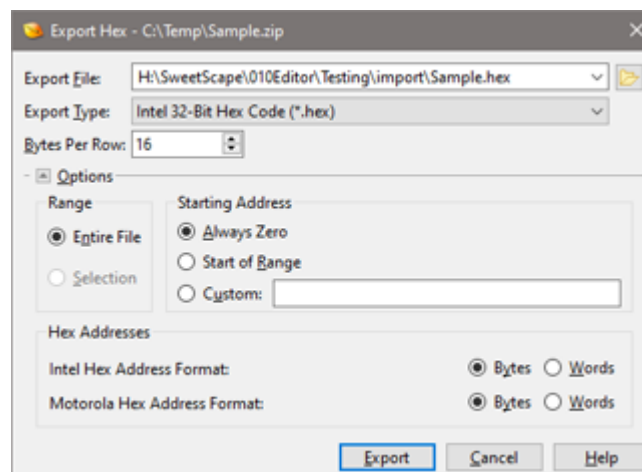 Export Hex - C:\Temp\Sample.zip
Export File: H:\SweetScape\010Editor\Testing\import\Sample.hex
Export Type: Intel 32-Bit Hex Code (*.hex)
Bytes Per Row: 16
Options
Range
Entire File
Selection
Starting Address
Always Zero
Start of Range
Custom:
Hex Addresses
Intel Hex Address Format: Bytes Words
Motorola Hex Address Format: Bytes Words
Export Cancel Help